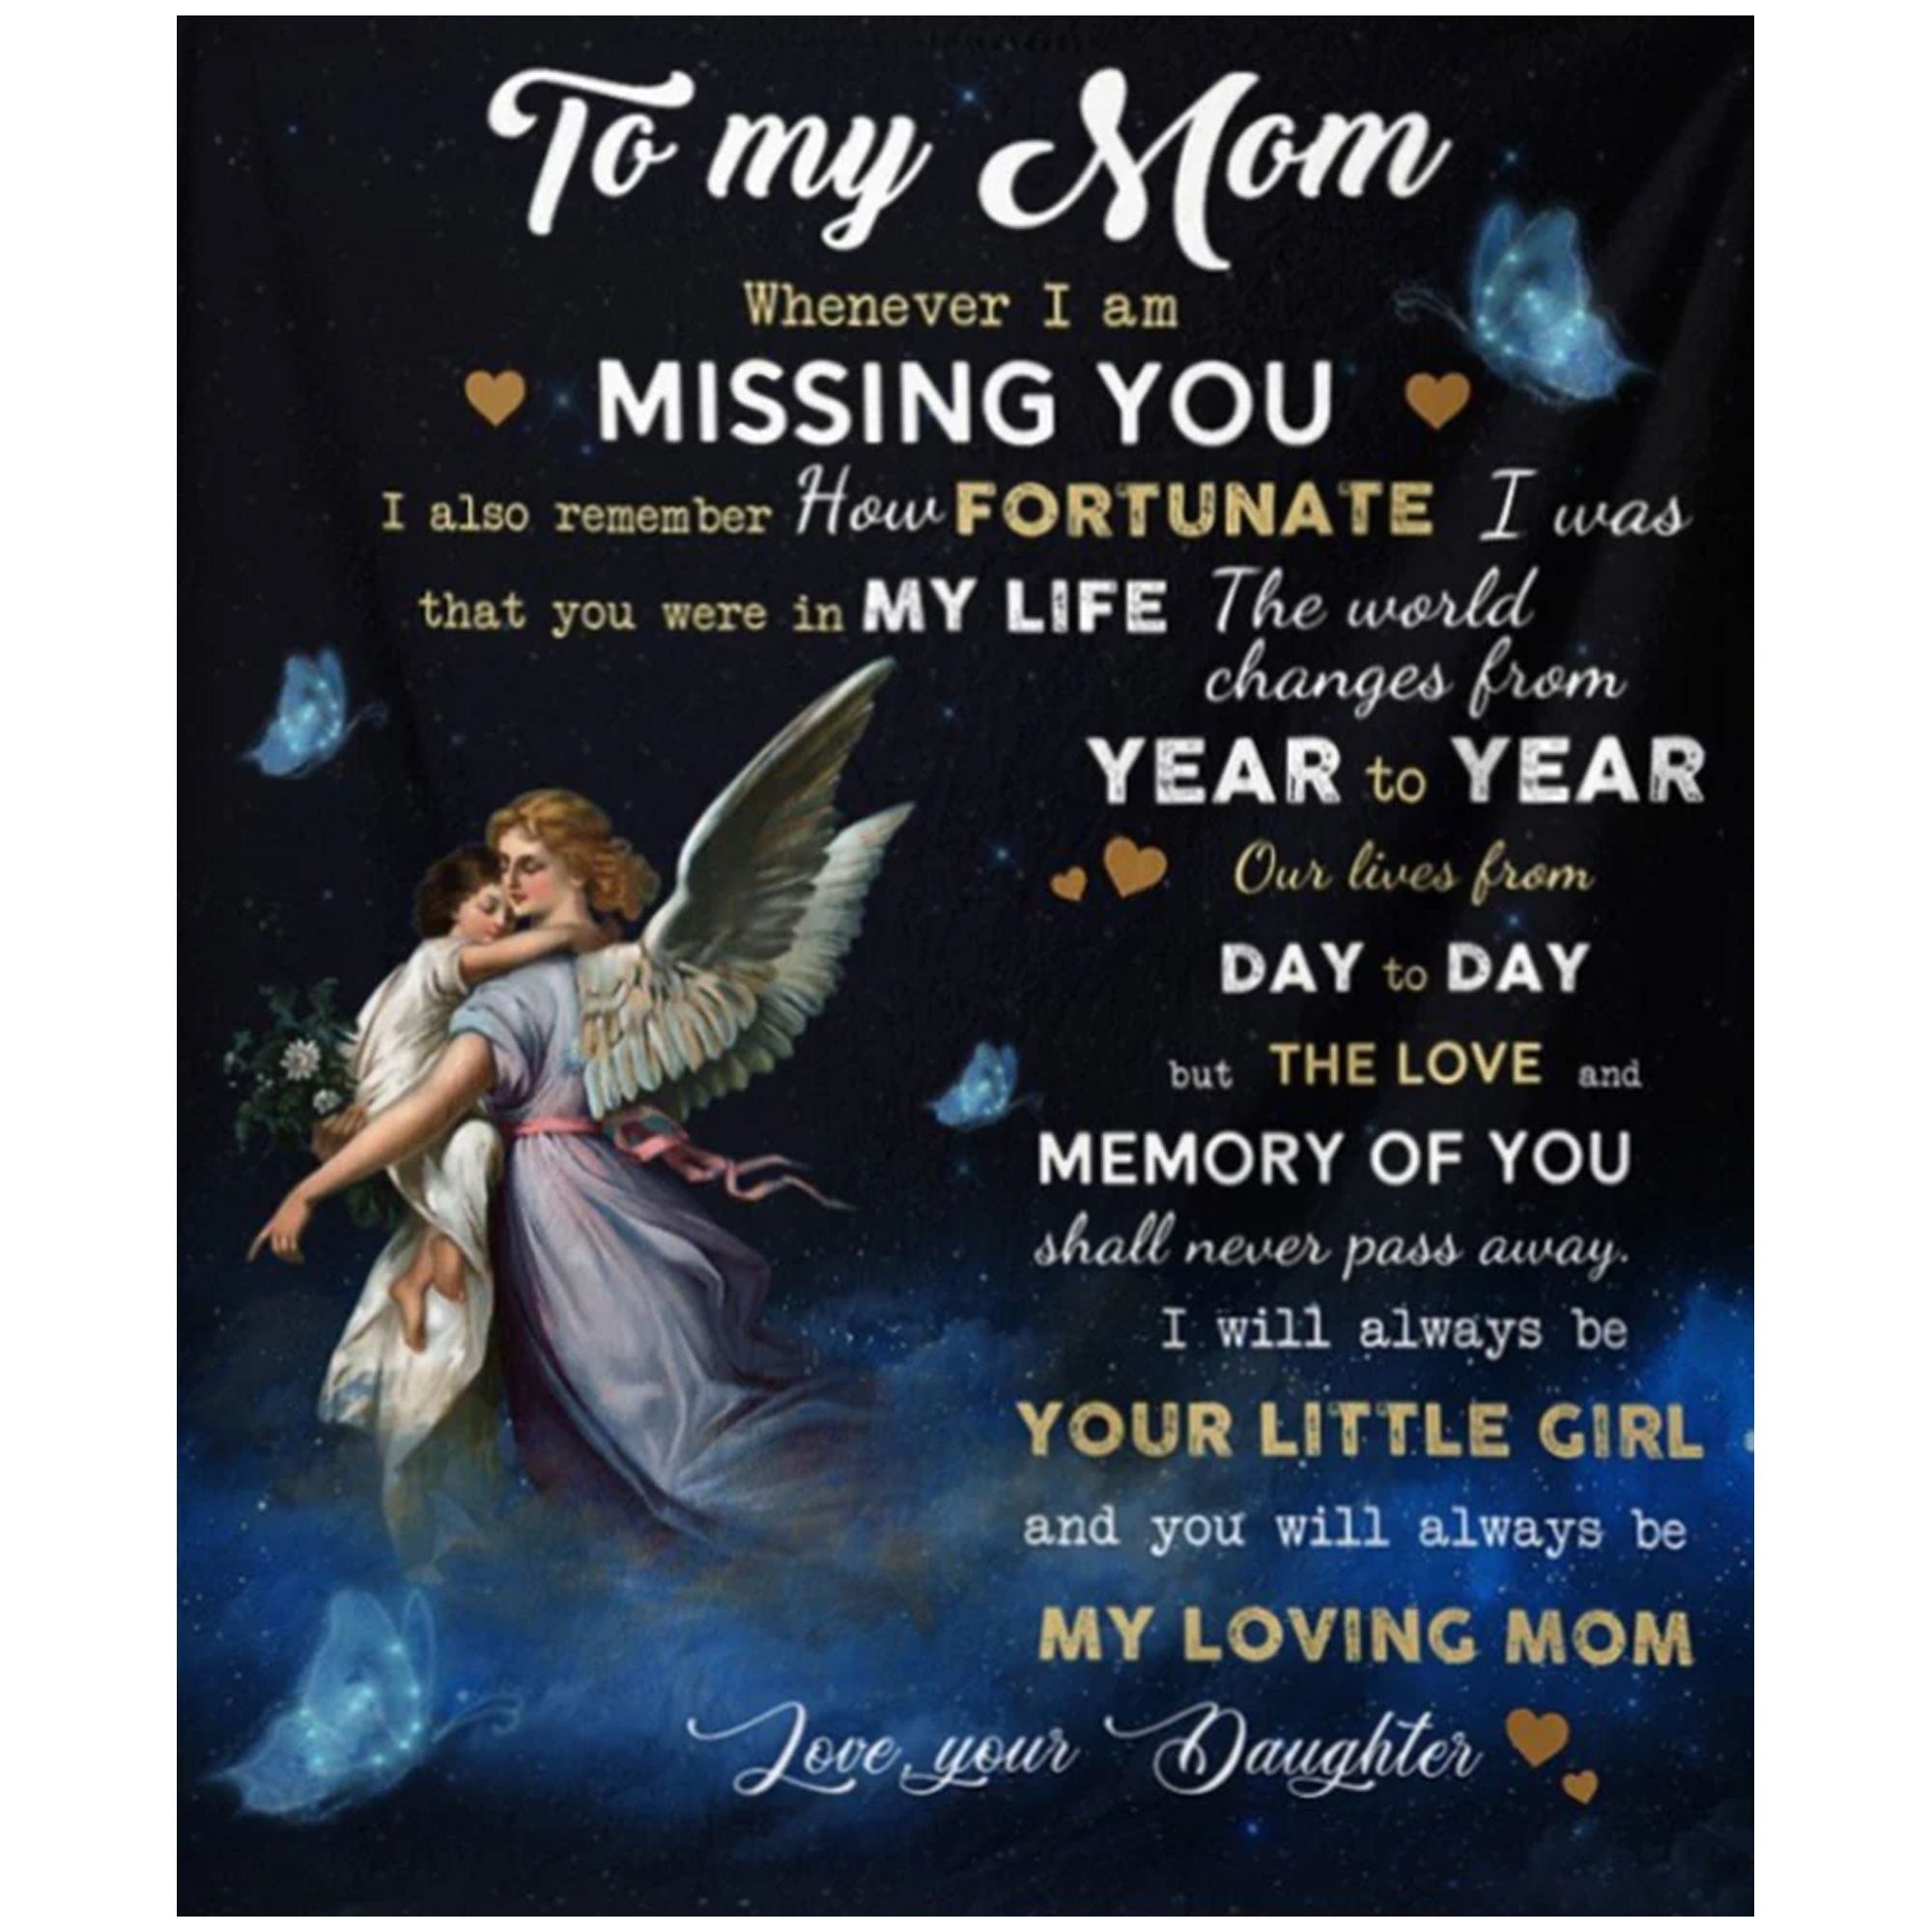 To my Mom
Whenever I am
MISSING YOU
I also remember How FORTUNATE I was
that you were in MY LIFE The world
changes from
YEAR to YEAR
Our lives from
DAY to DAY
but THE LOVE and
MEMORY OF YOU
shall never pass away.
I will always be
YOUR LITTLE GIRL
and you will always be
MY LOVING MOM
Love, your Daughter